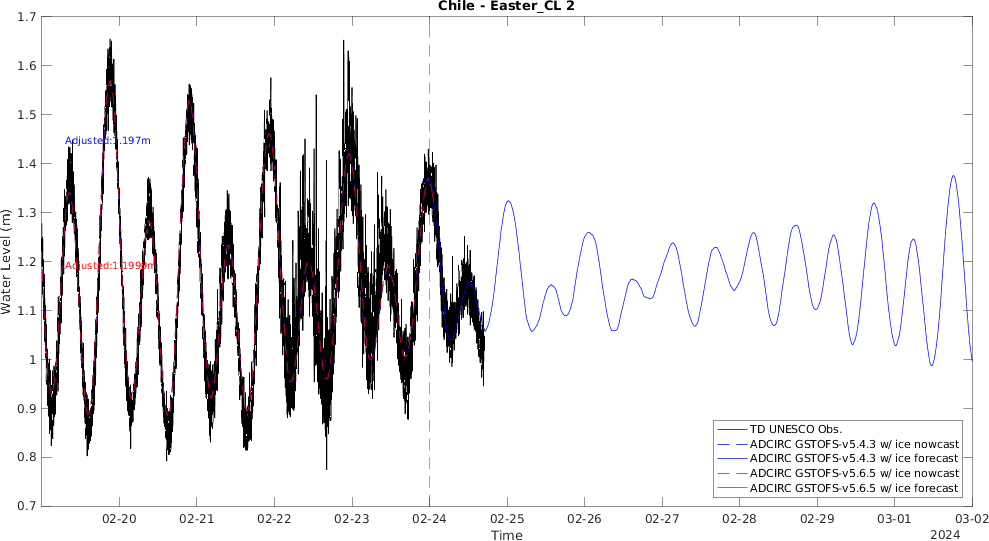 Chile - Easter_CL 2
1.7
1.6
1.5
1.4
1.3
1.2
1.1
1
0.9
0.8
0.7
Water Level (m)
Adjusted:1.197m
Adjusted:1.1999m
TD UNESCO Obs.
ADCIRC GSTOFS-v5.4.3 w/ ice nowcast
ADCIRC GSTOFS-v5.4.3 w/ ice forecast
ADCIRC GSTOFS-v5.6.5 w/ ice nowcast
ADCIRC GSTOFS-v5.6.5 w/ ice forecast
02-20 02-21 02-22 02-23 02-24 02-25 02-26 02-27 02-28 02-29 03-01 03-02
Time
2024